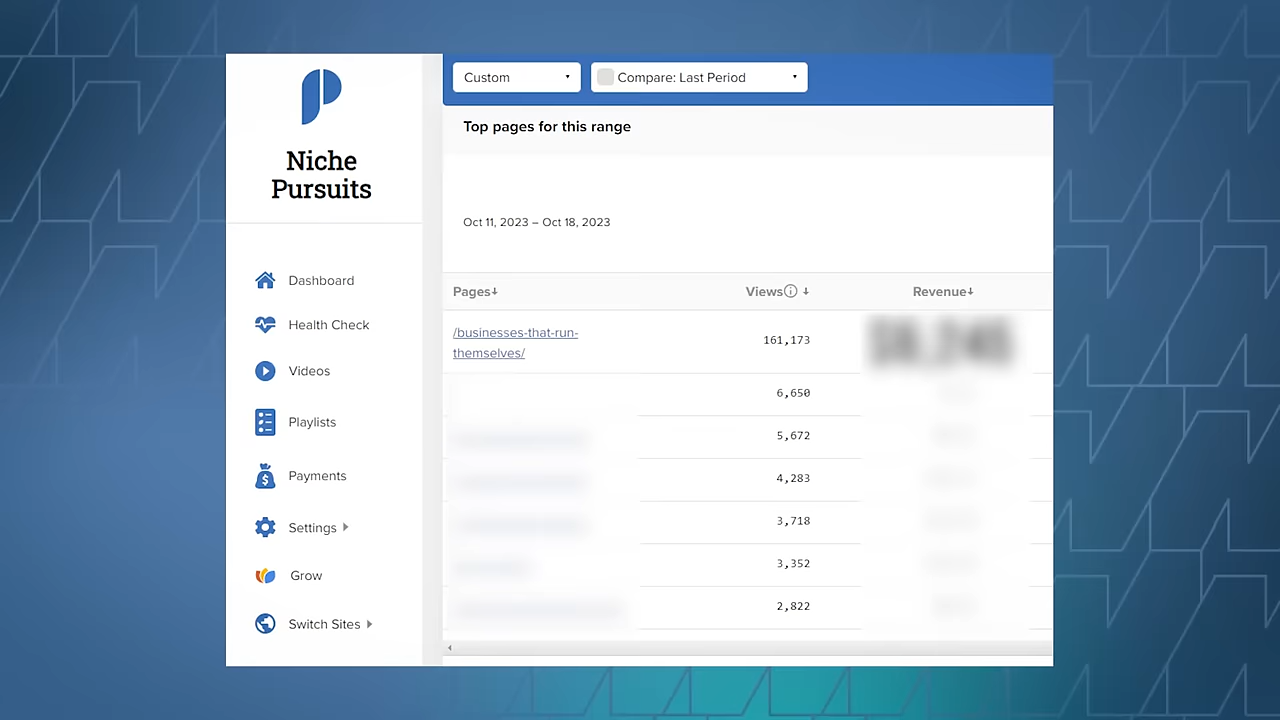 Niche
Pursuits
Dashboard
Health Check
Videos
Playlists
Payments
Settings
Grow
Switch Sites
Custom
Compare: Last Period
Top pages for this range
Oct 11, 2023 – Oct 18, 2023
Pages↓ Views ↓ Revenue↓
/businesses-that-run-
themselves/
161,173
6,650
5,672
4,283
3,718
3,352
2,822